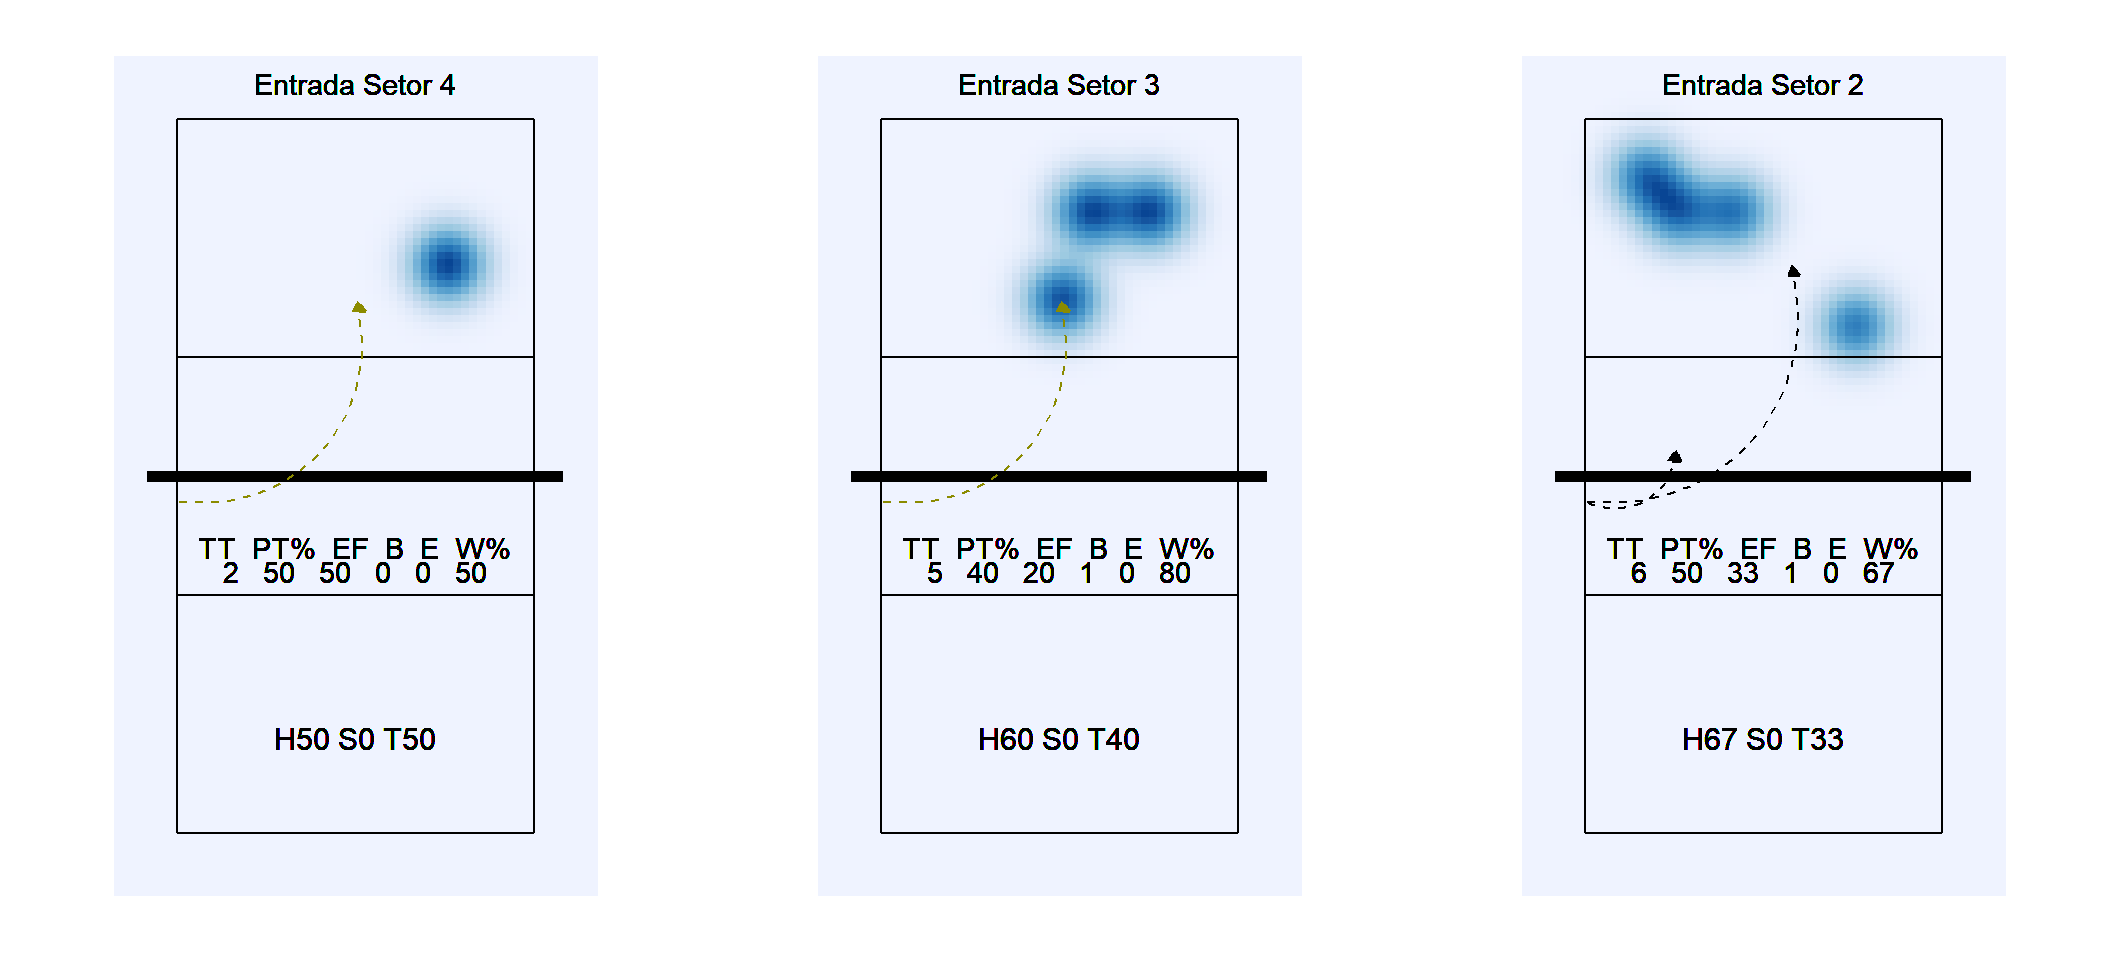 Entrada Setor 4
TT PT% EF B E W%
2 50 50 0 0 50
H50 S0 T50
Entrada Setor 3
TT PT% EF B E W%
5 40 20 1 0 80
H60 S0 T40
Entrada Setor 2
TT PT% EF B E W%
6 50 33 1 0 67
H67 S0 T33